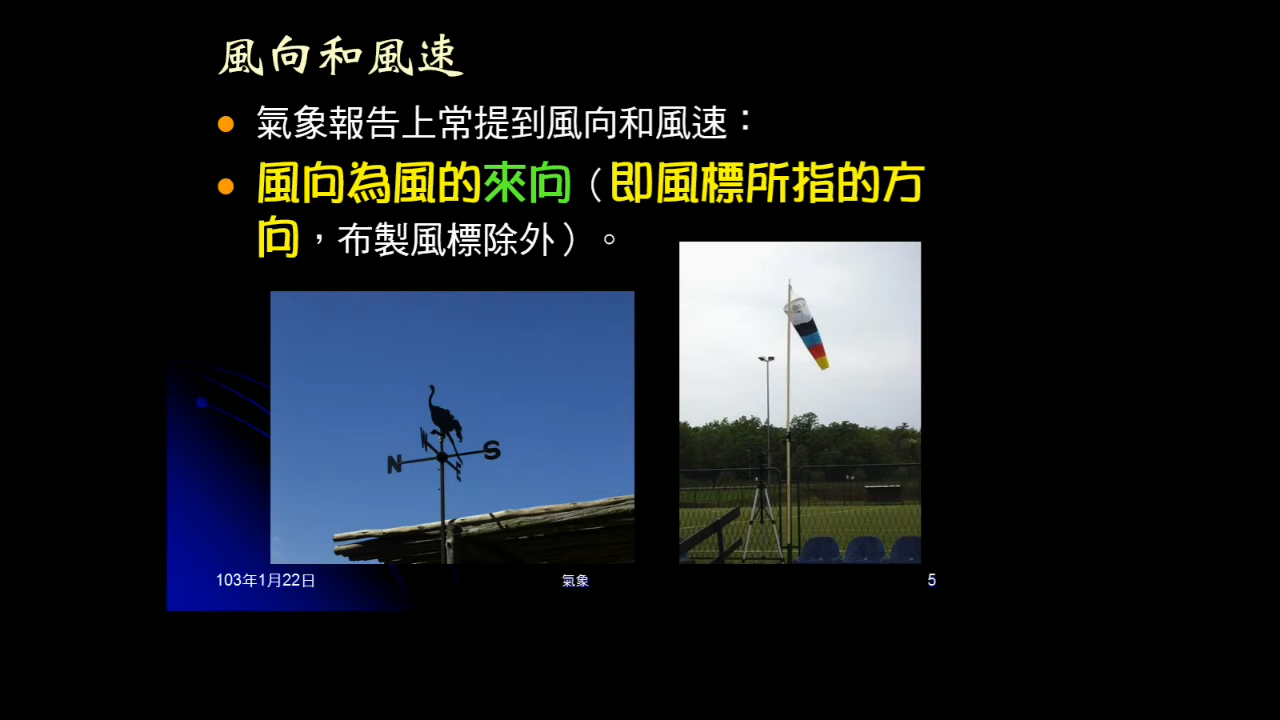 風向和風速
氣象報告上常提到風向和風速：
風向為風的來向（即風標所指的方
向，布製風標除外）。
N
S
E
103年1月22日
氣象
5